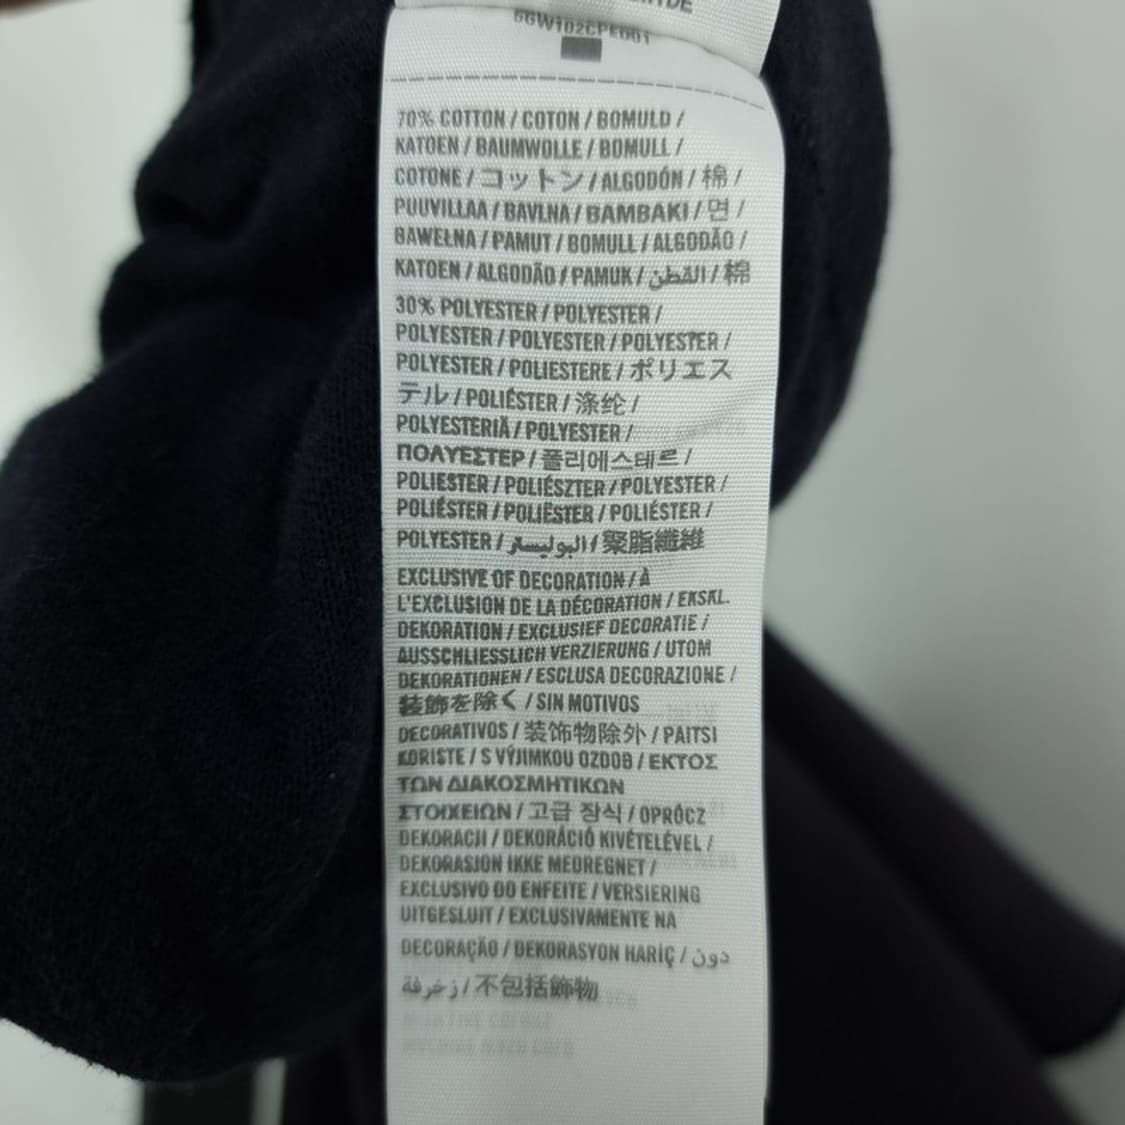 5GW102CPED01
70% COTTON / COTON / BOMULD /
KATOEN / BAUMWOLLE / BOMULL /
COTONE / コットン / ALGODÓN / 棉 /
PUUVILLAA / BAVLNA / BAMBAKI / 면 /
BAWEŁNA / PAMUT / BOMULL / ALGODÃO /
KATOEN / ALGODÃO / PAMUK / القطن / 棉
30% POLYESTER / POLYESTER /
POLYESTER / POLYESTER / POLYESTER /
POLYESTER / POLIESTERE / ポリエス
テル / POLIÉSTER / 涤纶 /
POLYESTERIÄ / POLYESTER /
ΠΟΛΥΕΣΤΕΡ / 폴리에스테르 /
POLIESTER / POLIÉSZTER / POLYESTER /
POLIÉSTER / POLIËSTER / POLIÉSTER /
POLYESTER / البوليستر / 聚脂纖維
EXCLUSIVE OF DECORATION / À
L'EXCLUSION DE LA DÉCORATION / EKSKL.
DEKORATION / EXCLUSIEF DECORATIE /
AUSSCHLIESSLICH VERZIERUNG / UTOM
DEKORATIONEN / ESCLUSA DECORAZIONE /
装飾を除く / SIN MOTIVOS
DECORATIVOS / 装饰物除外 / PAITSI
KORISTE / S VÝJIMKOU OZDOB / ΕΚΤΟΣ
ΤΩΝ ΔΙΑΚΟΣΜΗΤΙΚΩΝ
ΣΤΟΙΧΕΙΩΝ / 고급 장식 / OPRÓCZ
DEKORACJI / DEKORÁCIÓ KIVÉTELÉVEL /
DEKORASJON IKKE MEDREGNET /
EXCLUSIVO DO ENFEITE / VERSIERING
UITGESLUIT / EXCLUSIVAMENTE NA
DECORAÇÃO / DEKORASYON HARIÇ / دون
زخرفة / 不包括飾物